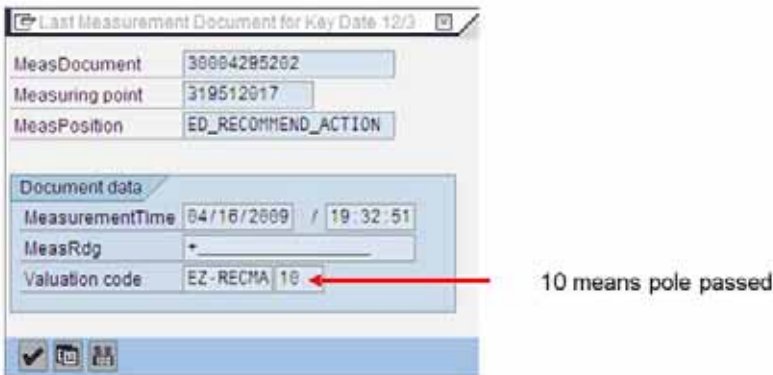 Last Measurement Document for Key Date 12/3
MeasDocument 30004295202
Measuring point 319512017
MeasPosition ED_RECOMMEND_ACTION
Document data
MeasurementTime 04/16/2009 / 19:32:51
MeasRdg *_
Valuation code EZ-RECMA 10
10 means pole passed